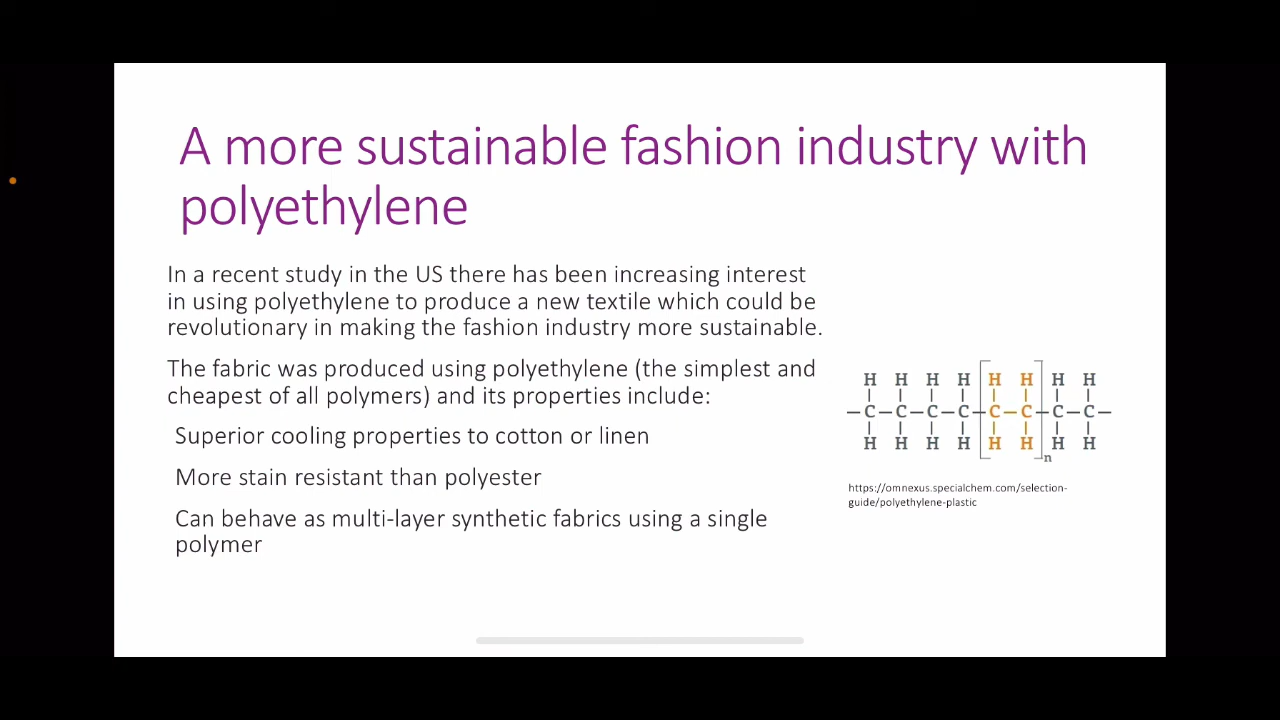 A more sustainable fashion industry with
polyethylene
In a recent study in the US there has been increasing interest
in using polyethylene to produce a new textile which could be
revolutionary in making the fashion industry more sustainable.
The fabric was produced using polyethylene (the simplest and
cheapest of all polymers) and its properties include:
Superior cooling properties to cotton or linen
More stain resistant than polyester
Can behave as multi-layer synthetic fabrics using a single
polymer
H H H H H H H H
C C C C C C C C
H H H H H H H H
n
https://omnexus.specialchem.com/selection-
guide/polyethylene-plastic